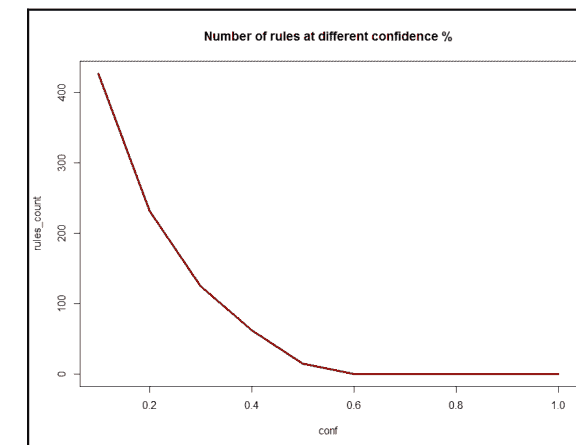 Number of rules at different confidence %
400
300
200
100
0
rules_count
0.2 0.4 0.6 0.8 1.0
conf